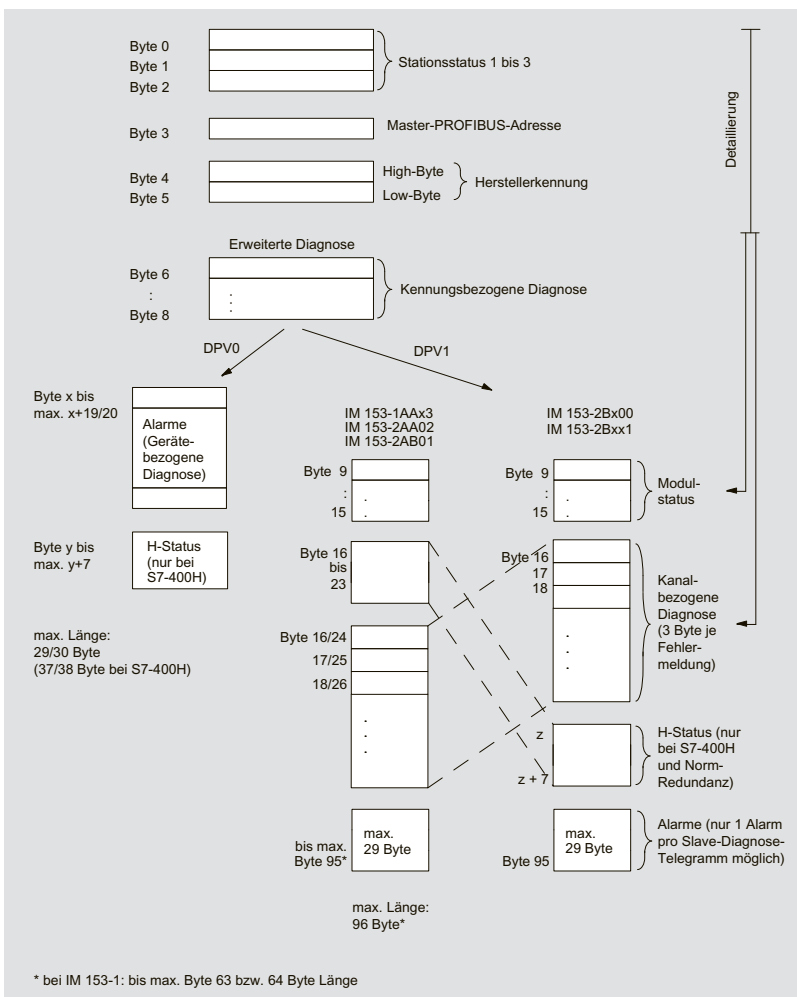 Byte 0
Byte 1
Byte 2
Stationsstatus 1 bis 3
Byte 3
Master-PROFIBUS-Adresse
Byte 4
Byte 5
High-Byte
Low-Byte
Herstellerkennung
Detaillierung
Erweiterte Diagnose
Byte 6
:
Byte 8
Kennungsbezogene Diagnose
DPV0
DPV1
Byte x bis
max. x+19/20
Alarme
(Geräte-
bezogene
Diagnose)
Byte y bis
max. y+7
H-Status
(nur bei
S7-400H)
max. Länge:
29/30 Byte
(37/38 Byte bei S7-400H)
IM 153-1AAx3
IM 153-2AA02
IM 153-2AB01
Byte 9
:
15
Byte 16
bis
23
Byte 16/24
17/25
18/26
bis max.
Byte 95*
max.
29 Byte
max. Länge:
96 Byte*
IM 153-2Bx00
IM 153-2Bxx1
Byte 9
:
15
Modul-
status
Byte 16
17
18
Kanal-
bezogene
Diagnose
(3 Byte je
Fehler-
meldung)
z
z + 7
H-Status (nur
bei S7-400H
und Norm-
Redundanz)
Byte 95
max.
29 Byte
Alarme (nur 1 Alarm
pro Slave-Diagnose-
Telegramm möglich)
* bei IM 153-1: bis max. Byte 63 bzw. 64 Byte Länge